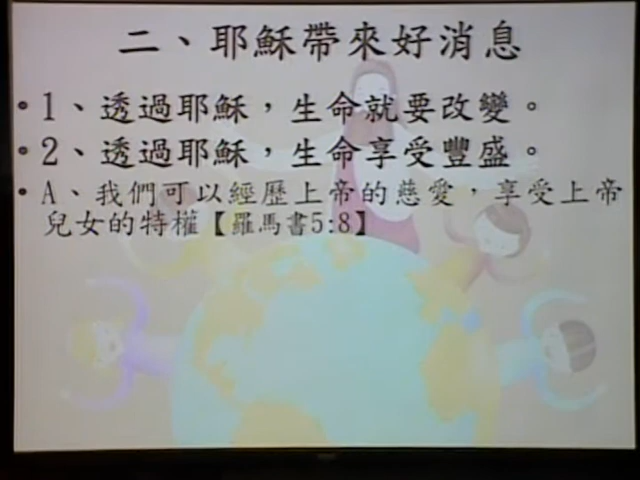 二、耶穌帶來好消息
•1、透過耶穌，生命就要改變。
•2、透過耶穌，生命享受豐盛。
•A、我們可以經歷上帝的慈愛，享受上帝
兒女的特權【羅馬書5:8】